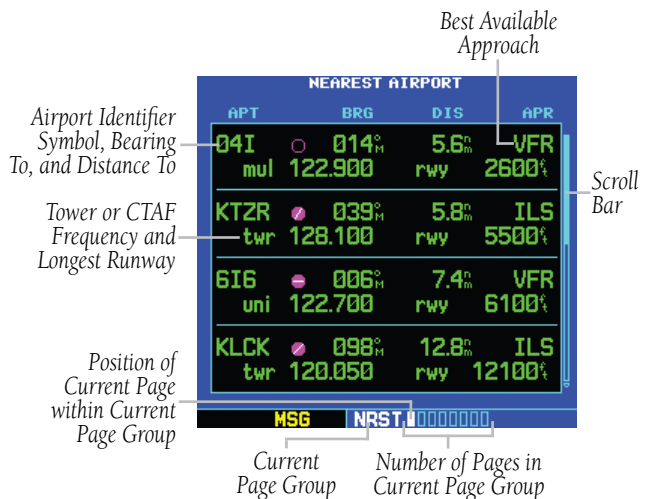 Best Available
Approach
NEAREST AIRPORT
APT BRG DIS APR
Airport Identifier
Symbol, Bearing
To, and Distance To
04I 014°M 5.6nm VFR
mul 122.900 rwy 2600ft
Scroll
Bar
Tower or CTAF
Frequency and
Longest Runway
KTZR 039°M 5.8nm ILS
twr 128.100 rwy 5500ft
6I6 006°M 7.4nm VFR
uni 122.700 rwy 6100ft
KLCK 098°M 12.8nm ILS
twr 120.050 rwy 12100ft
Position of
Current Page
within Current
Page Group
MSG NRST
Current
Page Group
Number of Pages in
Current Page Group